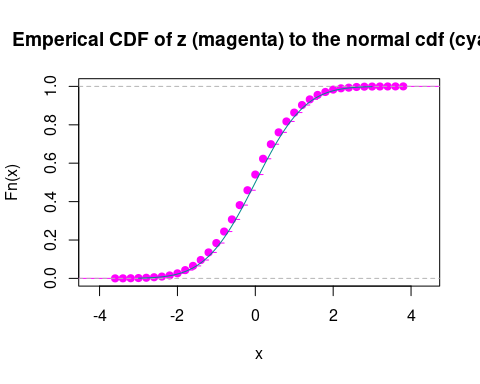 Emperical CDF of z (magenta) to the normal cdf (cya
Fn(x)
1.0
0.8
0.6
0.4
0.2
0.0
-4 -2 0 2 4
x